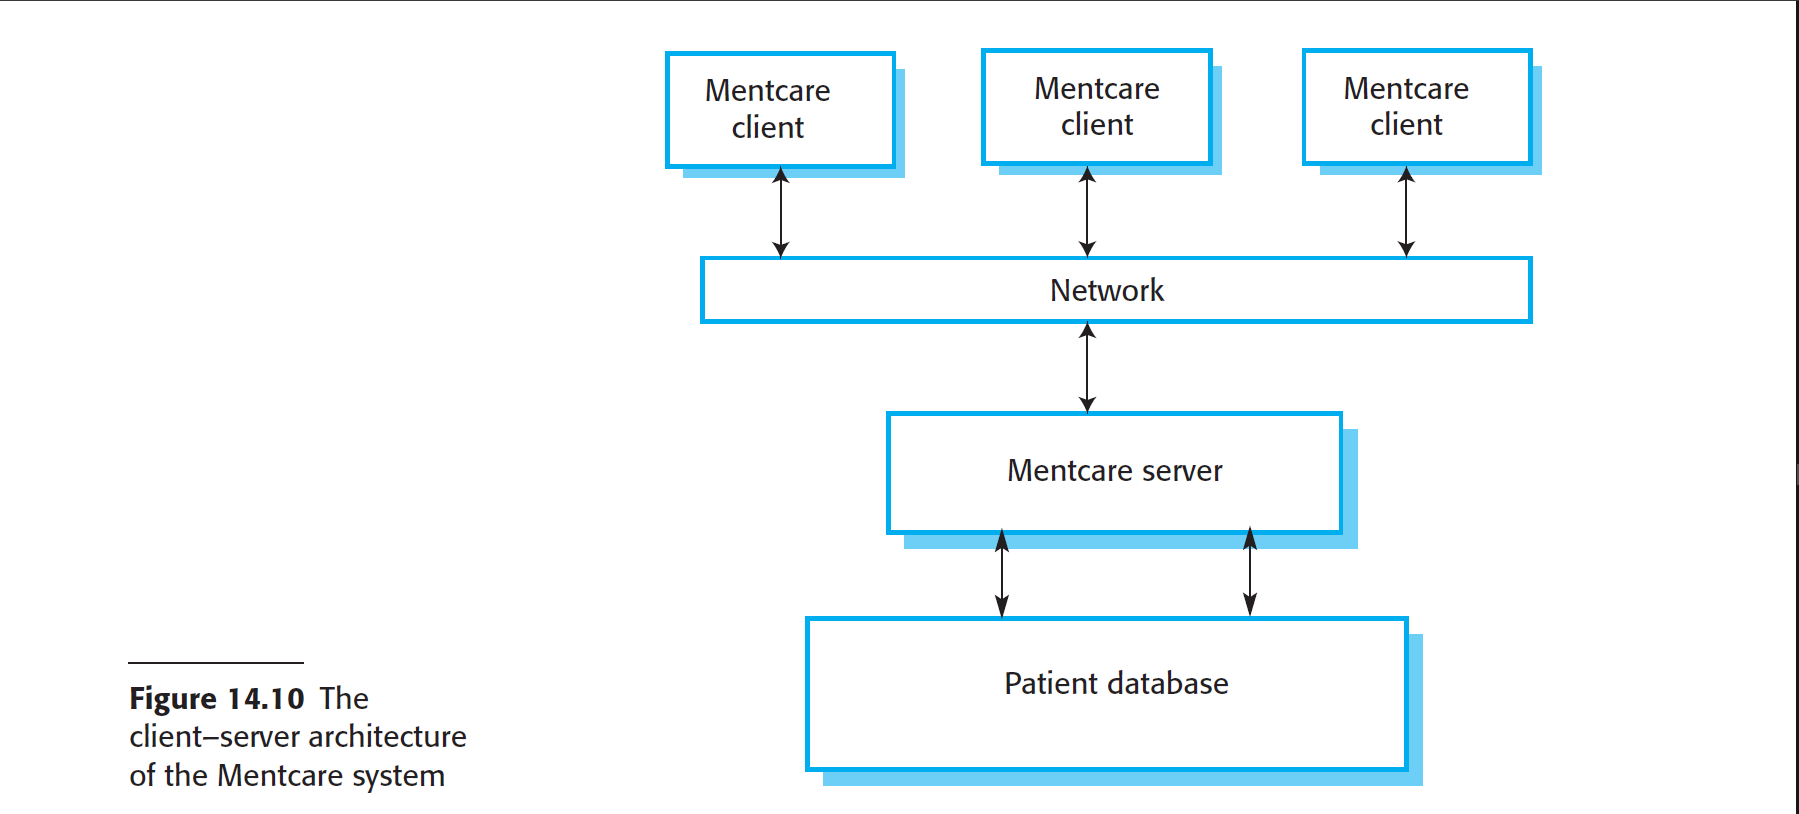 Mentcare
client
Mentcare
client
Mentcare
client
Network
Mentcare server
Patient database
Figure 14.10 The
client–server architecture
of the Mentcare system